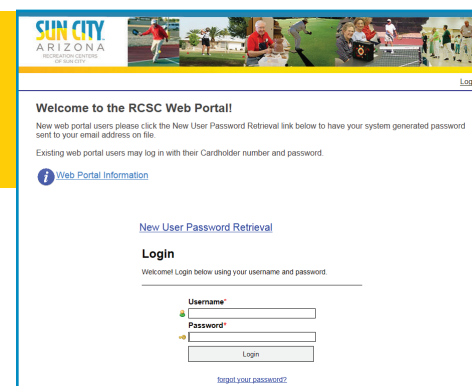 SUN CITY
ARIZONA
RECREATION CENTERS
OF SUN CITY
Log
Welcome to the RCSC Web Portal!
New web portal users please click the New User Password Retrieval link below to have your system generated password
sent to your email address on file.
Existing web portal users may log in with their Cardholder number and password.
Web Portal Information
New User Password Retrieval
Login
Welcome! Login below using your username and password.
Username*
Password*
Login
forgot your password?